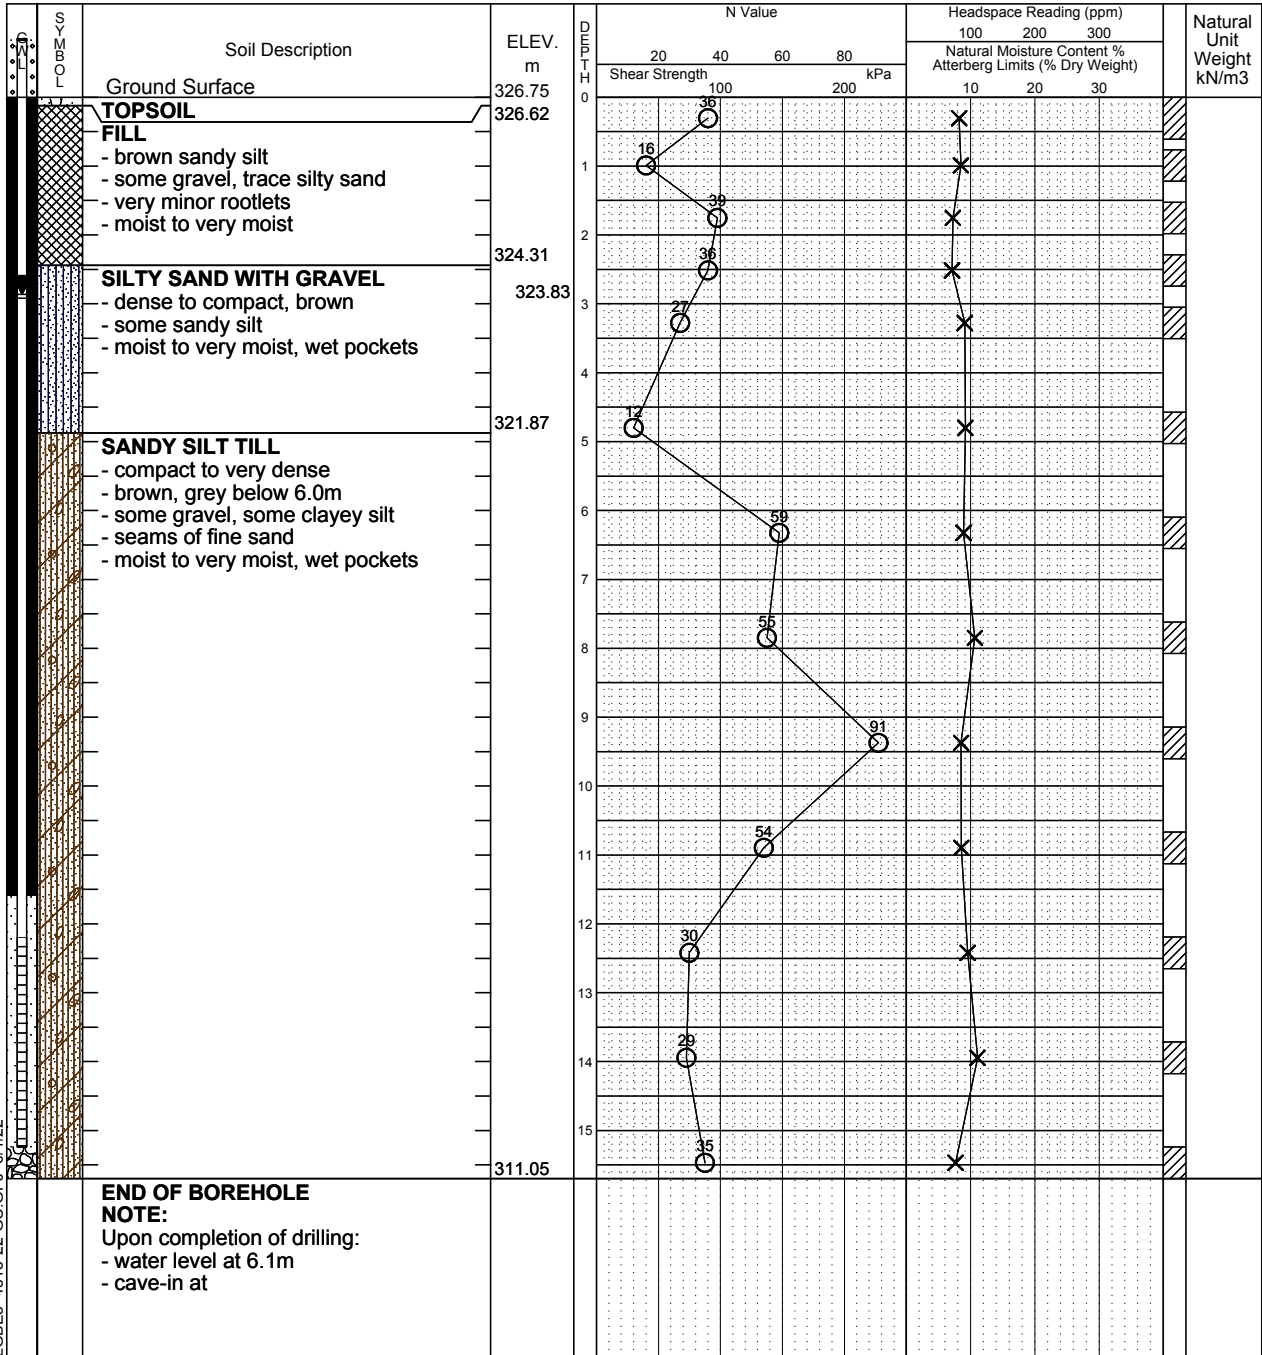 GWL
SYMBOL
Soil Description
Ground Surface
ELEV.
m
326.75
DEPTH
N Value
20 40 60 80
Shear Strength kPa
100 200
Headspace Reading (ppm)
100 200 300
Natural Moisture Content %
Atterberg Limits (% Dry Weight)
10 20 30
Natural
Unit
Weight
kN/m3
0
TOPSOIL
326.62
36
FILL
- brown sandy silt
16
1
- some gravel, trace silty sand
- very minor rootlets
39
- moist to very moist
2
324.31
36
SILTY SAND WITH GRAVEL
323.83
- dense to compact, brown
3
27
- some sandy silt
- moist to very moist, wet pockets
4
12
321.87
5
SANDY SILT TILL
- compact to very dense
- brown, grey below 6.0m
- some gravel, some clayey silt
6
59
- seams of fine sand
- moist to very moist, wet pockets
7
55
8
9
91
10
54
11
12
30
13
29
14
15
35
311.05
END OF BOREHOLE
NOTE:
Upon completion of drilling:
- water level at 6.1m
- cave-in at